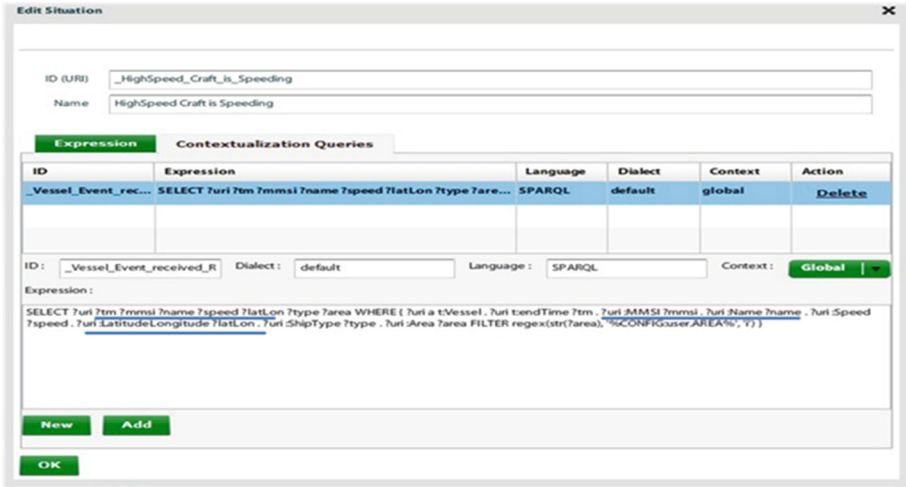 Edit Situation
ID (URI) _HighSpeed_Craft_is_Speeding
Name HighSpeed Craft is Speeding
Expression Contextualization Queries
ID Expression Language Dialect Context Action
_Vessel_Event_rec... SELECT ?uri ?tm ?mmsi ?name ?speed ?latLon ?type ?are... SPARQL default global Delete
ID : _Vessel_Event_received_R Dialect : default Language : SPARQL Context : Global
Expression :
SELECT ?uri ?tm ?mmsi ?name ?speed ?latLon ?type ?area WHERE { ?uri a t:Vessel . ?uri t:endTime ?tm . ?uri :MMSI ?mmsi . ?uri :Name ?name . ?uri :Speed
?speed . ?uri :LatitudeLongitude ?latLon . ?uri :ShipType ?type . ?uri :Area ?area FILTER regex(str(?area), '%CONFIG:user.AREA%', 'i') }
New Add
OK